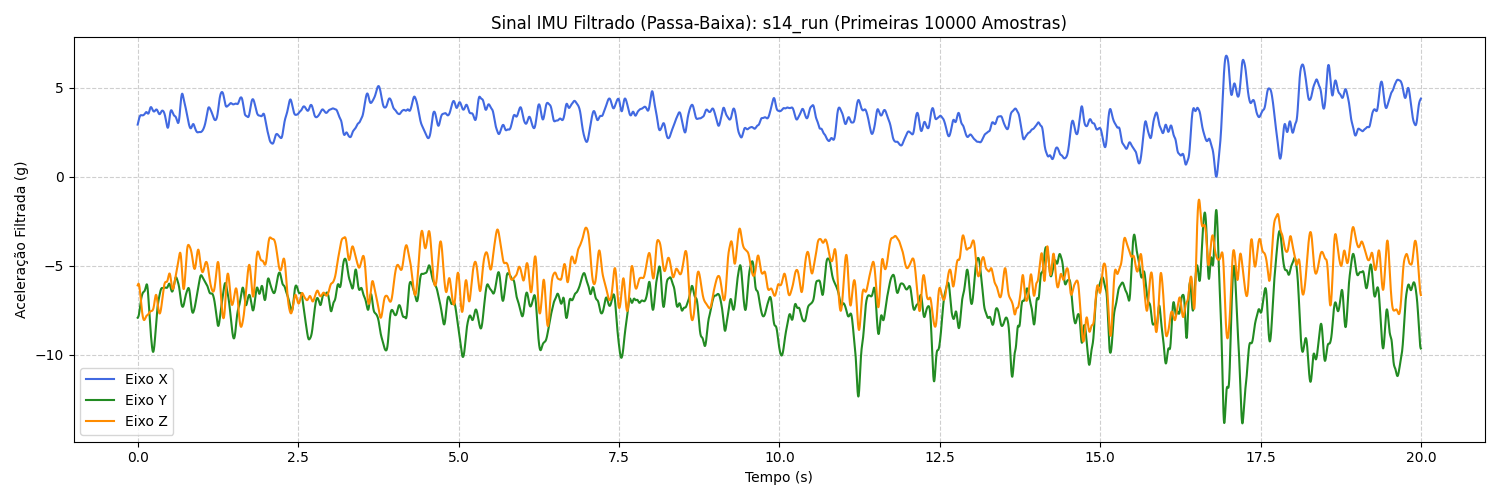 Sinal IMU Filtrado (Passa-Baixa): s14_run (Primeiras 10000 Amostras)
Aceleração Filtrada (g)
5
0
−5
−10
Eixo X
Eixo Y
Eixo Z
0.0 2.5 5.0 7.5 10.0 12.5 15.0 17.5 20.0
Tempo (s)